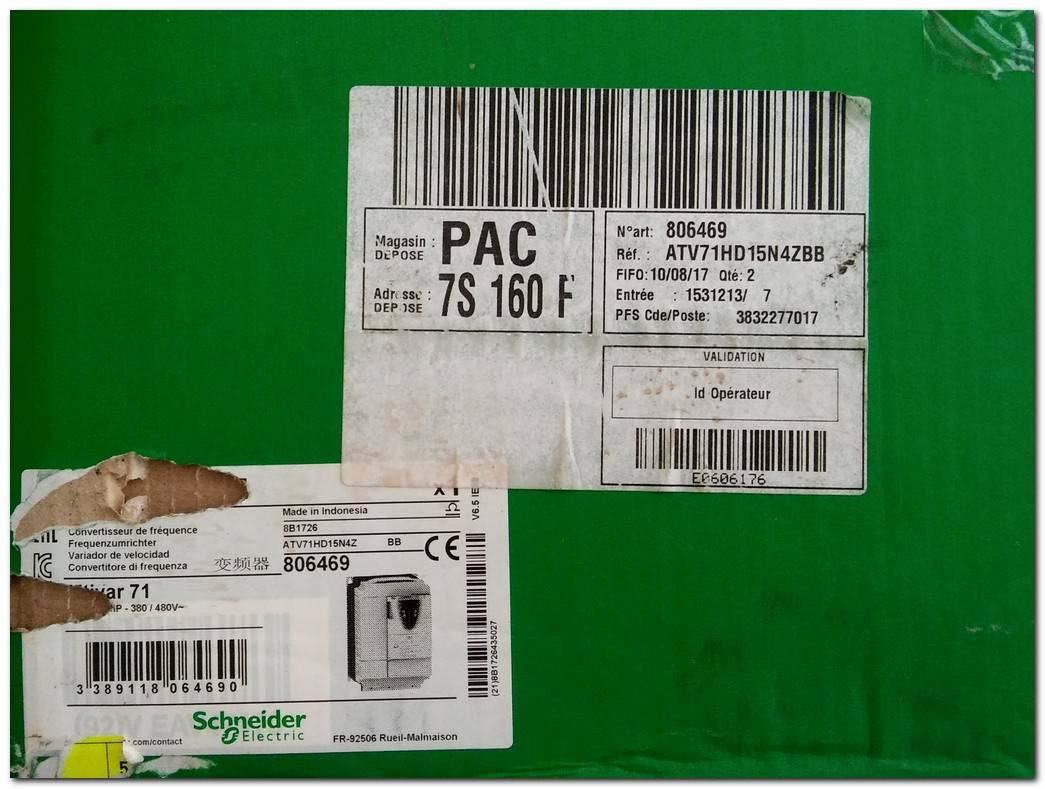 Magasin : PAC
DEPOSE
Adresse : 7S 160 F
DEPOSE
N°art: 806469
Réf. : ATV71HD15N4ZBB
FIFO: 10/08/17 Qté: 2
Entrée : 1531213/ 7
PFS Cde/Poste: 3832277017
VALIDATION
Id Opérateur
E0606176
Made in Indonesia
8B1726
ATV71HD15N4Z BB
806469
CE
V6.5 IE
Convertisseur de fréquence
Frequenzumrichter
Variador de velocidad
Convertitore di frequenza
变频器
71
- 380 / 480V~
3 389118 064690
(21)8B1726435027
Schneider
Electric
.com/contact
FR-92506 Rueil-Malmaison
5